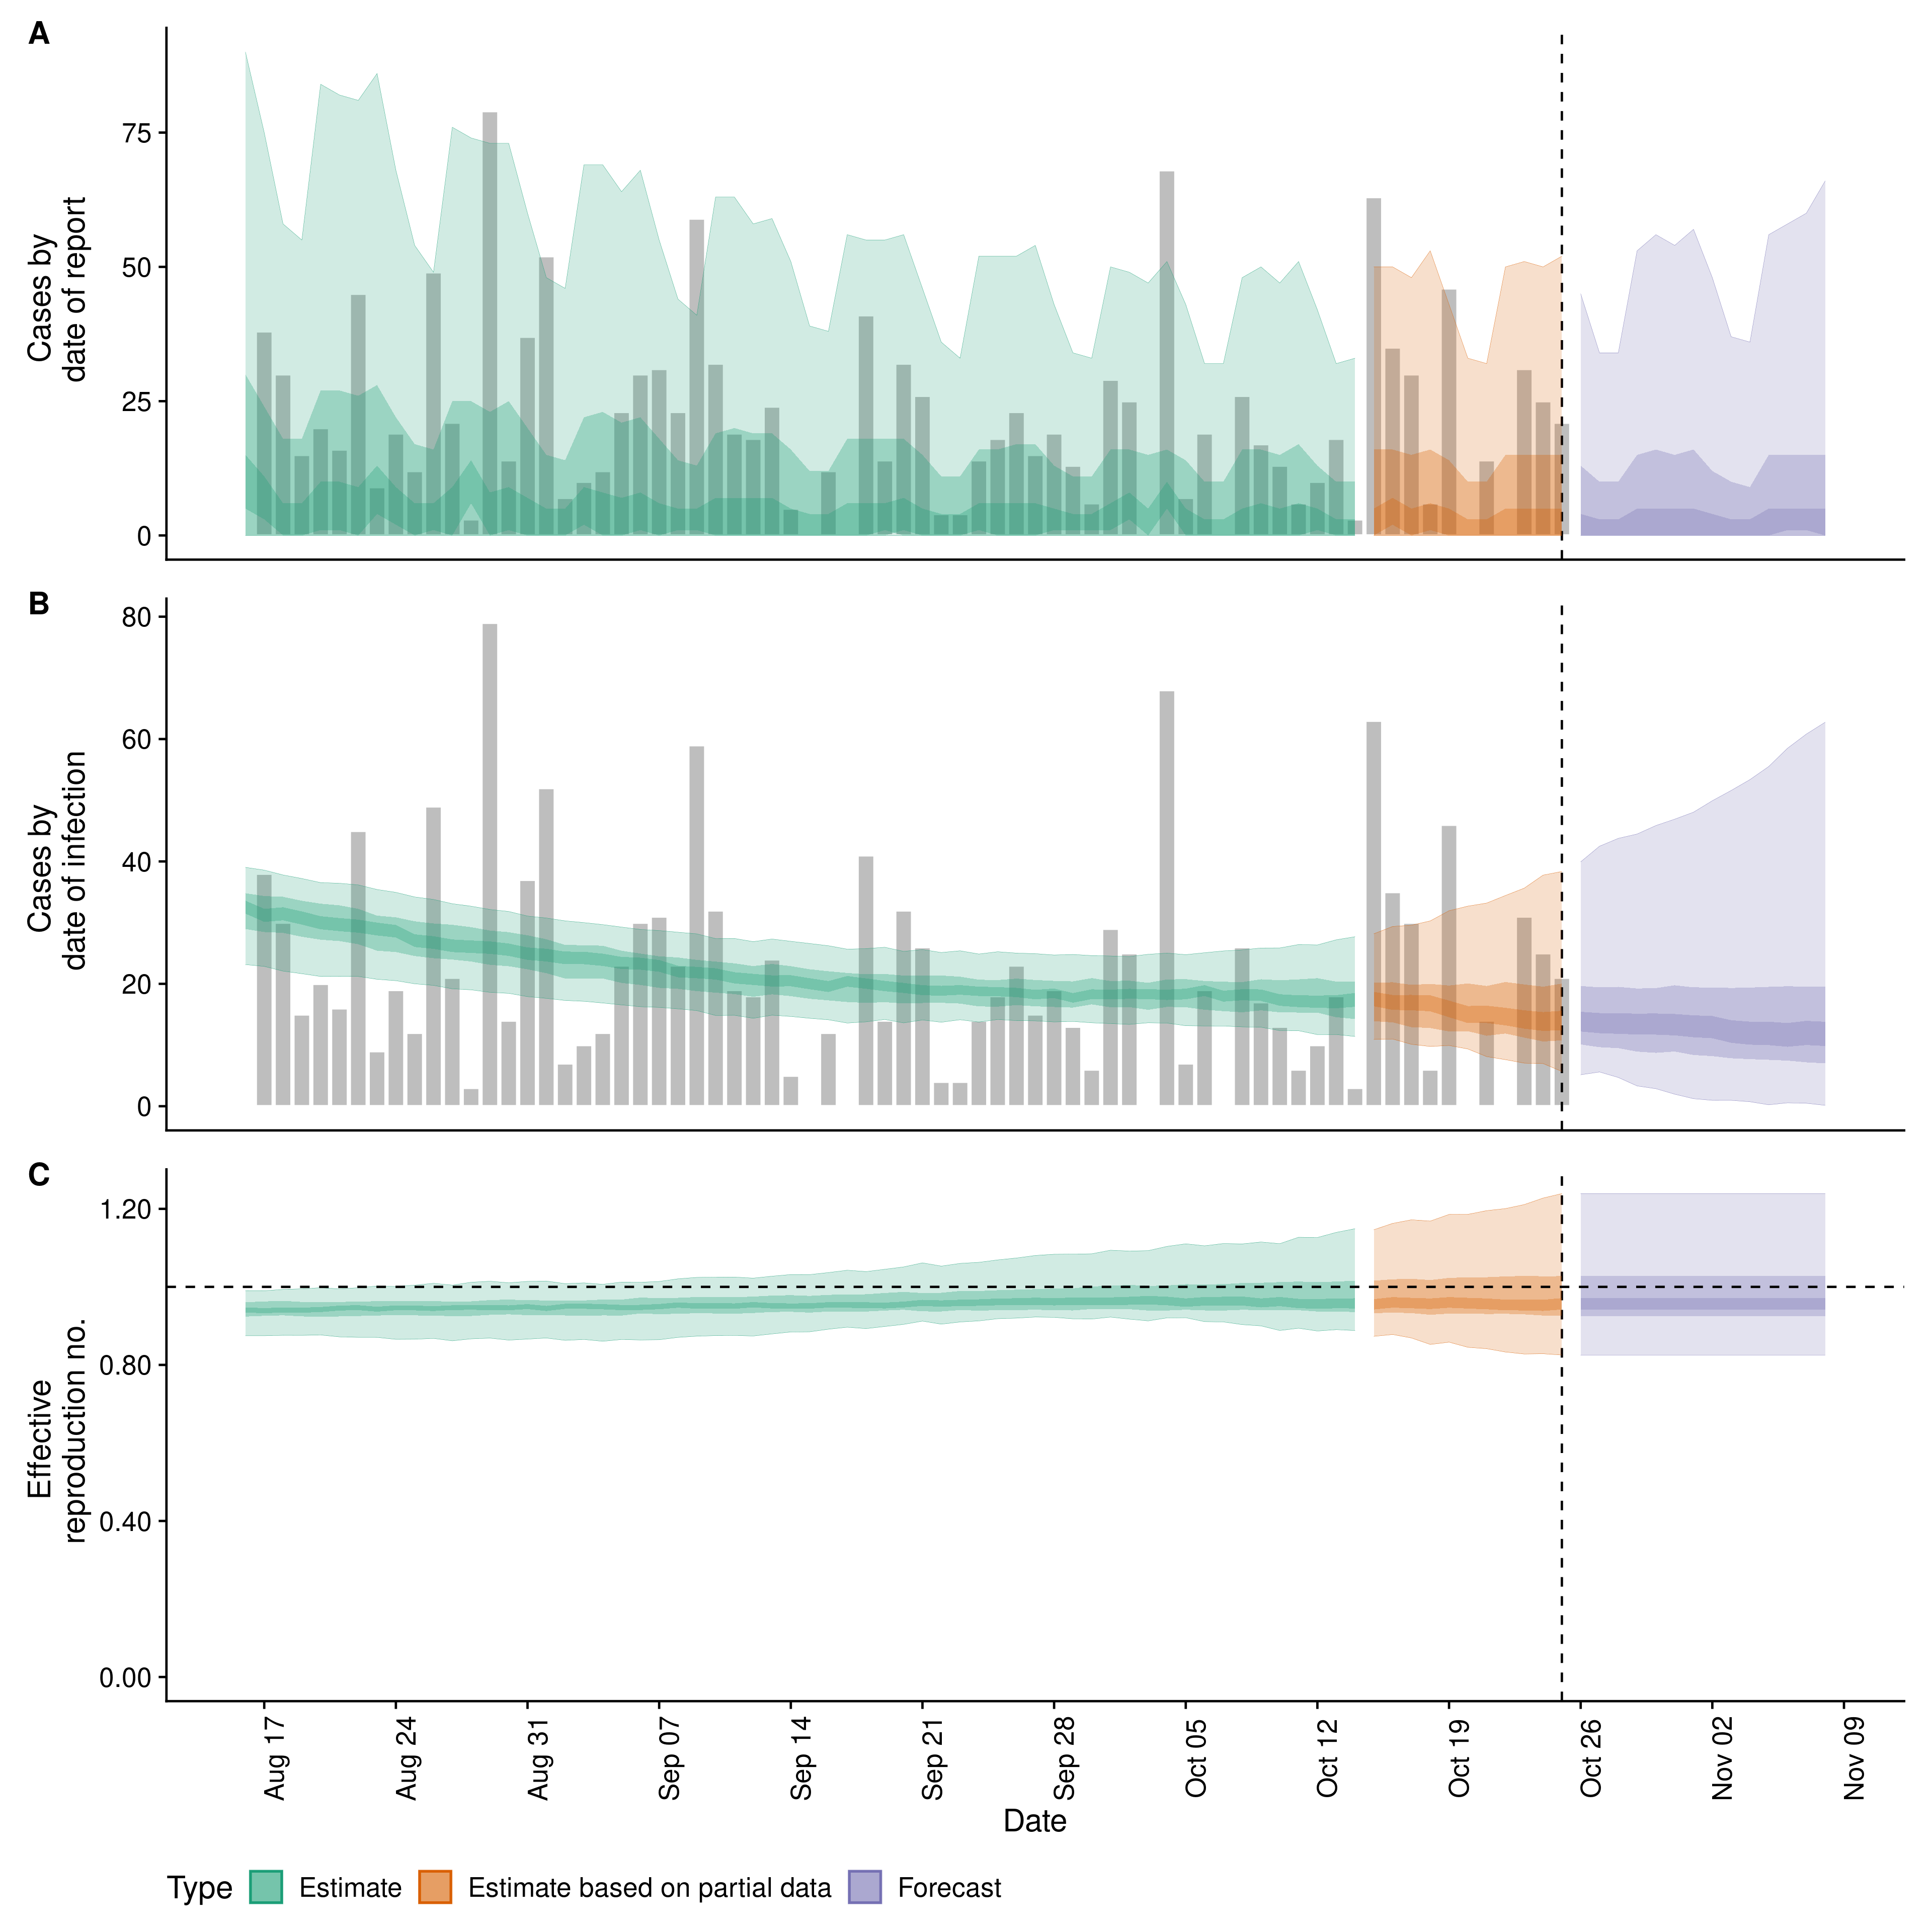 A
Cases by
date of report
75
50
25
0
B
Cases by
date of infection
80
60
40
20
0
C
Effective
reproduction no.
1.20
0.80
0.40
0.00
Aug 17
Aug 24
Aug 31
Sep 07
Sep 14
Sep 21
Sep 28
Oct 05
Oct 12
Oct 19
Oct 26
Nov 02
Nov 09
Date
Type Estimate Estimate based on partial data Forecast